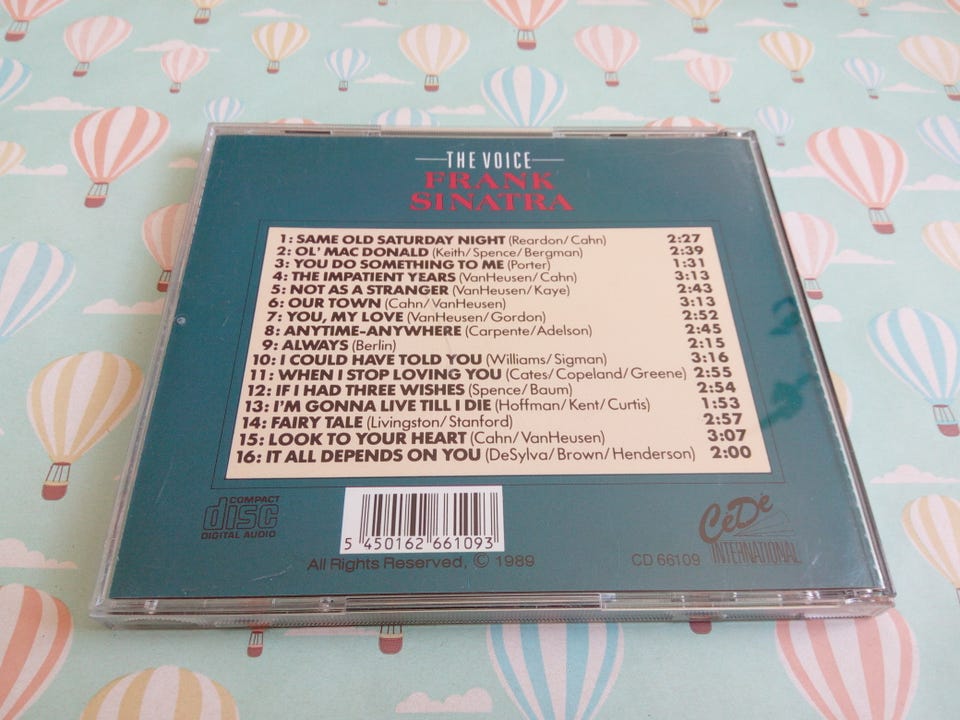 THE VOICE
FRANK
SINATRA
1: SAME OLD SATURDAY NIGHT (Reardon/Cahn) 2:27
2: OL' MAC DONALD (Keith/Spence/Bergman) 2:39
3: YOU DO SOMETHING TO ME (Porter) 1:31
4: THE IMPATIENT YEARS (VanHeusen/Cahn) 3:13
5: NOT AS A STRANGER (VanHeusen/Kaye) 2:43
6: OUR TOWN (Cahn/VanHeusen) 3:13
7: YOU, MY LOVE (VanHeusen/Gordon) 2:52
8: ANYTIME-ANYWHERE (Carpente/Adelson) 2:45
9: ALWAYS (Berlin) 2:15
10: I COULD HAVE TOLD YOU (Williams/Sigman) 3:16
11: WHEN I STOP LOVING YOU (Cates/Copeland/Greene) 2:55
12: IF I HAD THREE WISHES (Spence/Baum) 2:54
13: I'M GONNA LIVE TILL I DIE (Hoffman/Kent/Curtis) 1:53
14: FAIRY TALE (Livingston/Stanford) 2:57
15: LOOK TO YOUR HEART (Cahn/VanHeusen) 3:07
16: IT ALL DEPENDS ON YOU (DeSylva/Brown/Henderson) 2:00
COMPACT
disc
DIGITAL AUDIO
5 450162 661093
All Rights Reserved, © 1989
CD 66109
CéDé
INTERNATIONAL